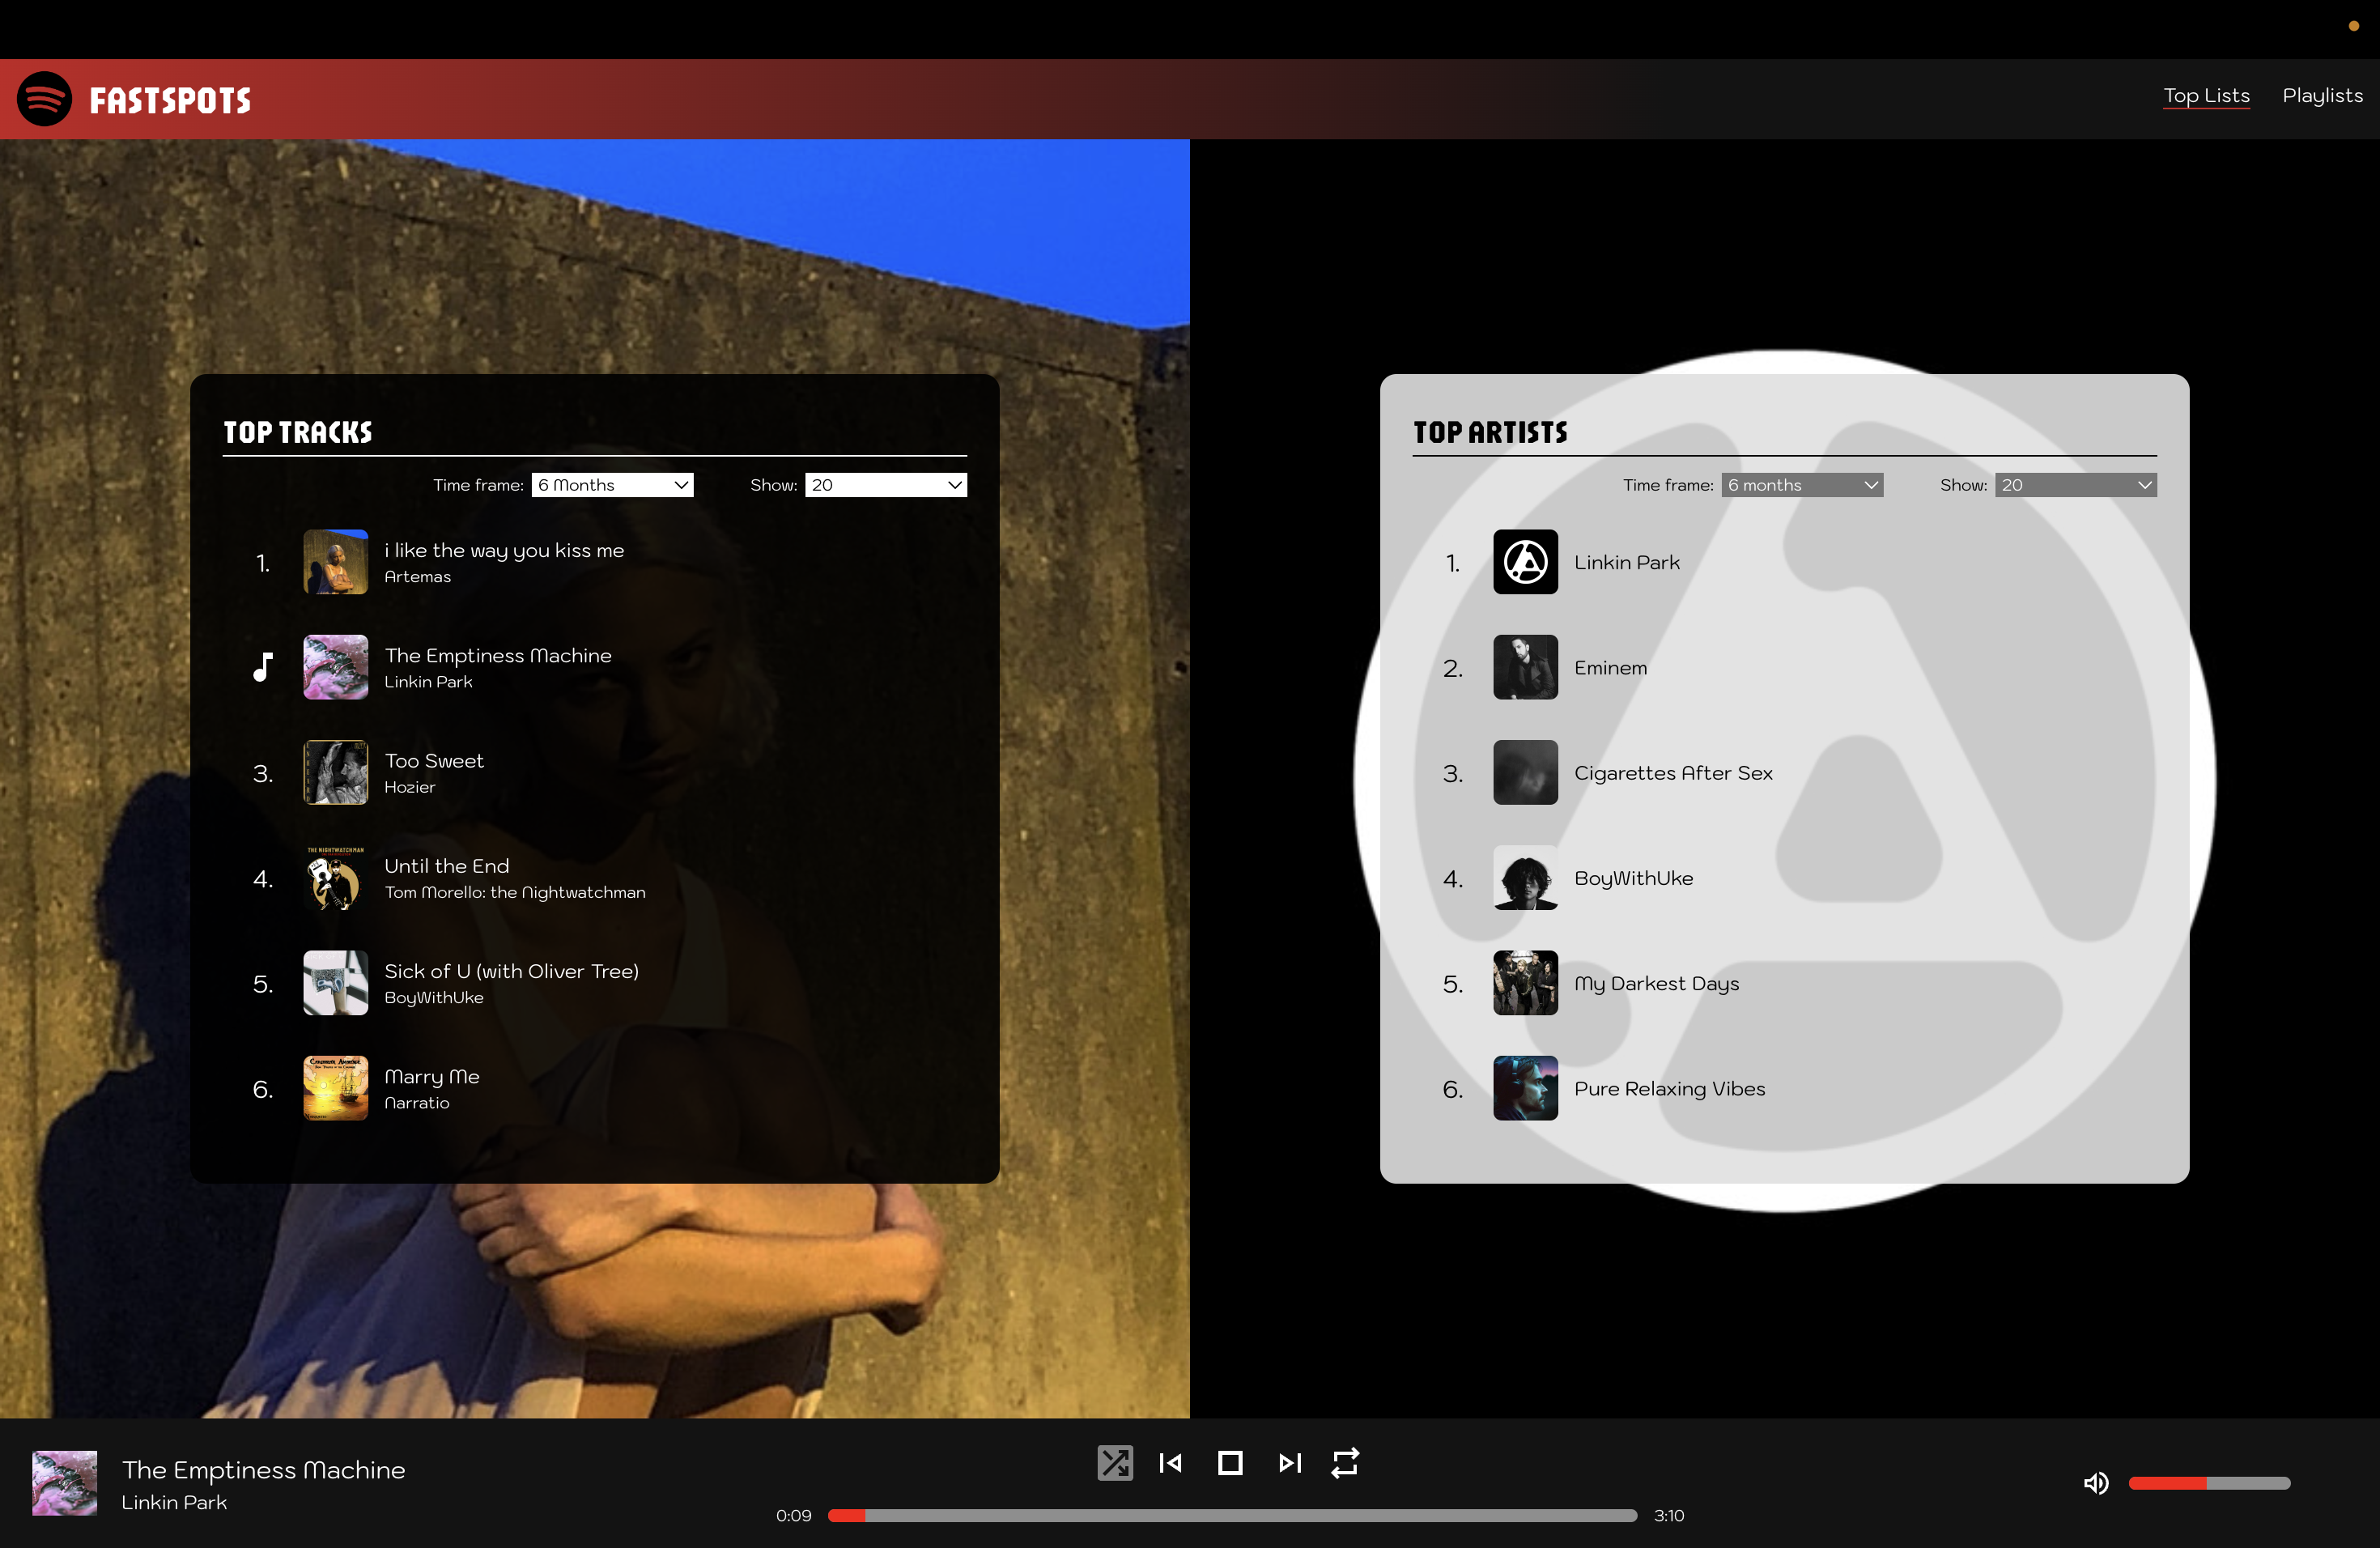 FASTSPOTS
Top Lists Playlists
TOP TRACKS
Time frame: 6 Months Show: 20
1. i like the way you kiss me
Artemas
The Emptiness Machine
Linkin Park
3. Too Sweet
Hozier
THE NIGHTWATCHMAN
4. Until the End
Tom Morello: the Nightwatchman
5. Sick of U (with Oliver Tree)
BoyWithUke
6. Marry Me
Narratio
TOP ARTISTS
Time frame: 6 months Show: 20
1. Linkin Park
2. Eminem
3. Cigarettes After Sex
4. BoyWithUke
5. My Darkest Days
6. Pure Relaxing Vibes
The Emptiness Machine
Linkin Park
0:09 3:10